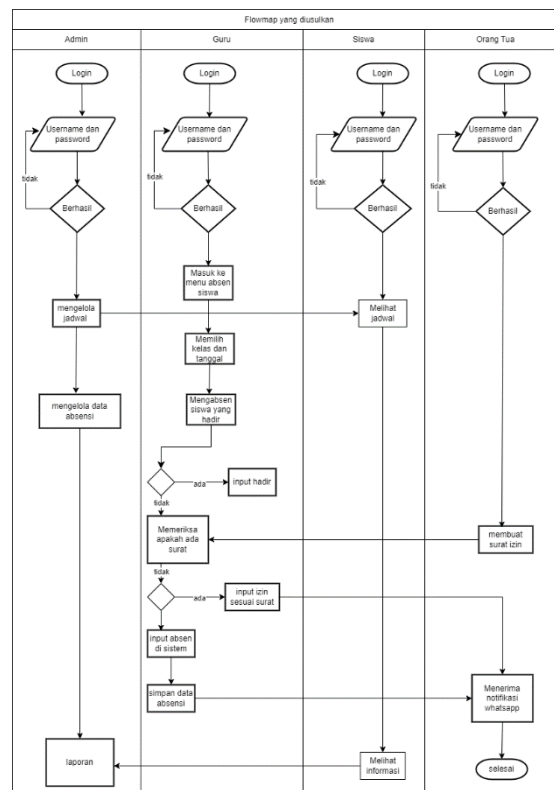 Flowmap yang diusulkan
Admin
Guru
Siswa
Orang Tua
Login
Login
Login
Login
Username dan
password
Username dan
password
Username dan
password
Username dan
password
tidak
tidak
tidak
tidak
Berhasil
Berhasil
Berhasil
Berhasil
Masuk ke
menu absen
siswa
mengelola
jadwal
Melihat
jadwal
Memilih
kelas dan
tanggal
mengelola data
absensi
Mengabsen
siswa yang
hadir
ada
input hadir
tidak
Memeriksa
apakah ada
surat
membuat
surat izin
tidak
ada
input izin
sesuai surat
input absen
di sistem
simpan data
absensi
Menerima
notifikasi
whatsapp
laporan
Melihat
informasi
selesai